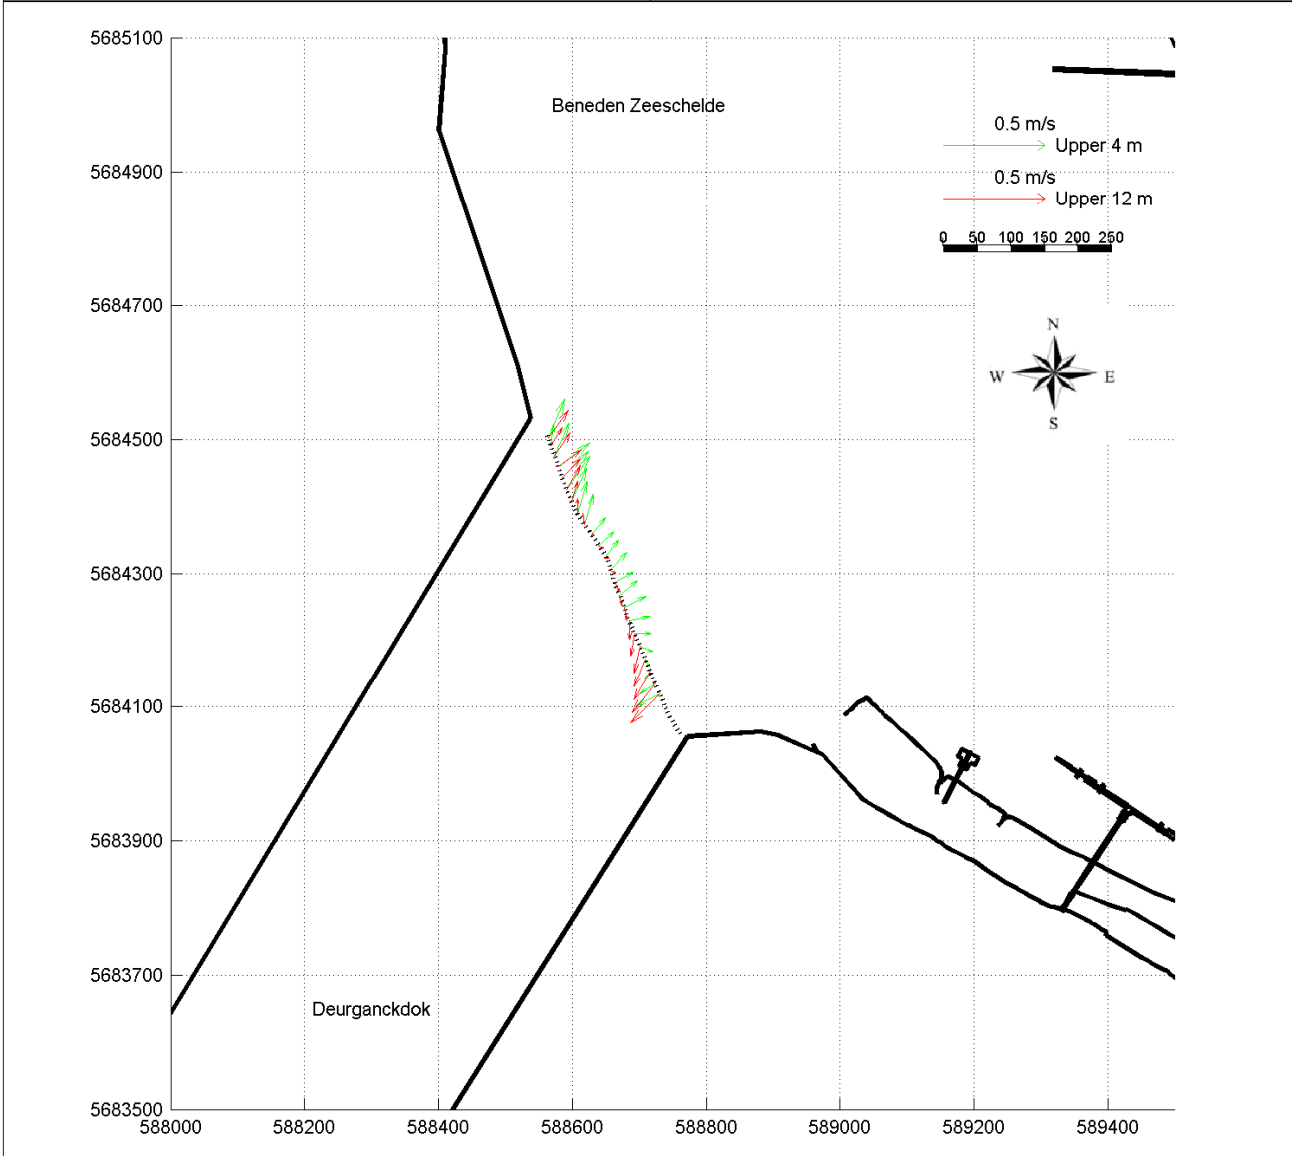 5685100
Beneden Zeeschelde
0.5 m/s
Upper 4 m
5684900
0.5 m/s
Upper 12 m
0 50 100 150 200 250
5684700
N
W E
S
5684500
5684300
5684100
5683900
5683700
Deurganckdok
5683500
588000 588200 588400 588600 588800 589000 589200 589400